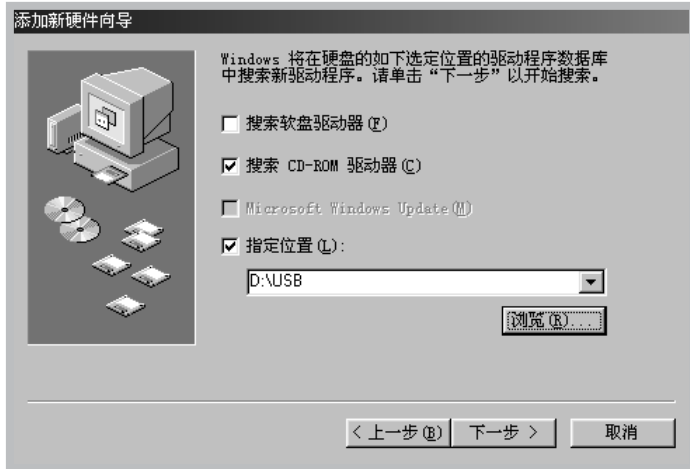 添加新硬件向导
Windows 将在硬盘的如下选定位置的驱动程序数据库
中搜索新驱动程序。请单击“下一步”以开始搜索。
搜索软盘驱动器(F)
搜索 CD-ROM 驱动器(C)
Microsoft Windows Update(M)
指定位置(L):
D:\USB
浏览(R)...
< 上一步(B) 下一步 > 取消